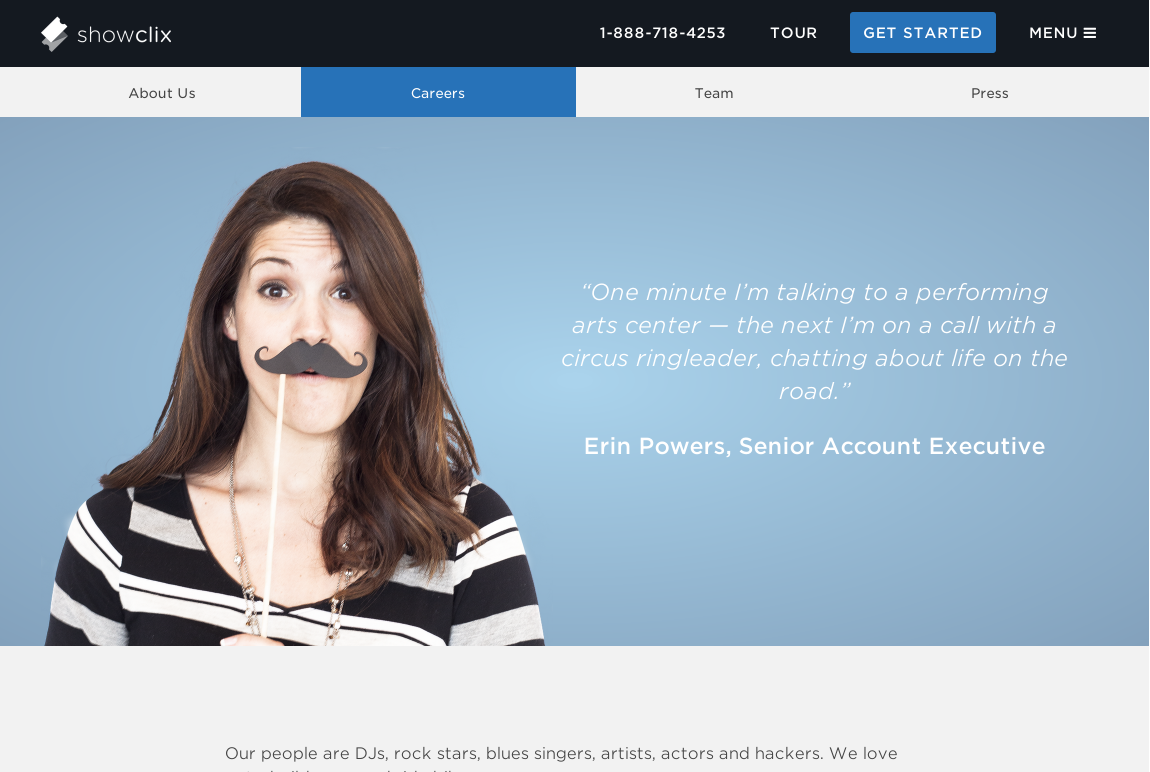 showclix
1-888-718-4253
TOUR
GET STARTED
MENU
About Us
Careers
Team
Press
“One minute I’m talking to a performing
arts center — the next I’m on a call with a
circus ringleader, chatting about life on the
road.”
Erin Powers, Senior Account Executive
Our people are DJs, rock stars, blues singers, artists, actors and hackers. We love